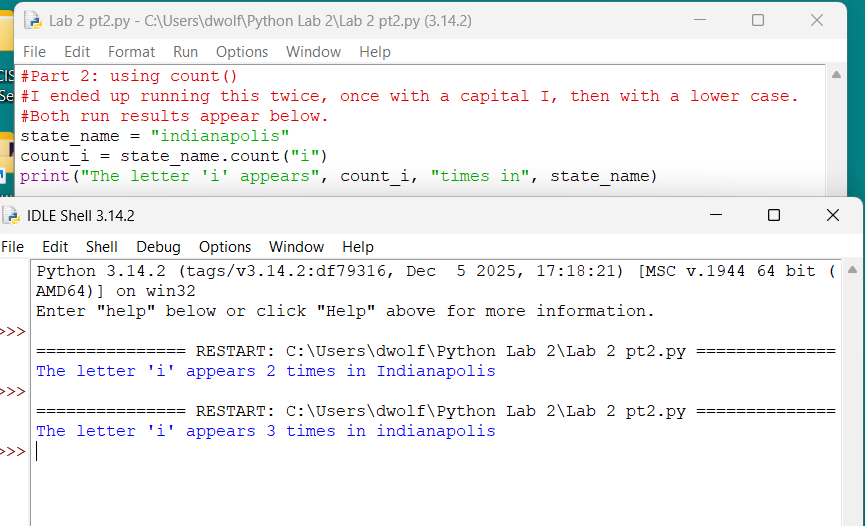 Lab 2 pt2.py - C:\Users\dwolf\Python Lab 2\Lab 2 pt2.py (3.14.2)
File Edit Format Run Options Window Help
#Part 2: using count()
#I ended up running this twice, once with a capital I, then with a lower case.
#Both run results appear below.
state_name = "indianapolis"
count_i = state_name.count("i")
print("The letter 'i' appears", count_i, "times in", state_name)
IDLE Shell 3.14.2
File Edit Shell Debug Options Window Help
Python 3.14.2 (tags/v3.14.2:df79316, Dec  5 2025, 17:18:21) [MSC v.1944 64 bit (
AMD64)] on win32
Enter "help" below or click "Help" above for more information.
>>>
=============== RESTART: C:\Users\dwolf\Python Lab 2\Lab 2 pt2.py ==============
The letter 'i' appears 2 times in Indianapolis
>>>
=============== RESTART: C:\Users\dwolf\Python Lab 2\Lab 2 pt2.py ==============
The letter 'i' appears 3 times in indianapolis
>>>